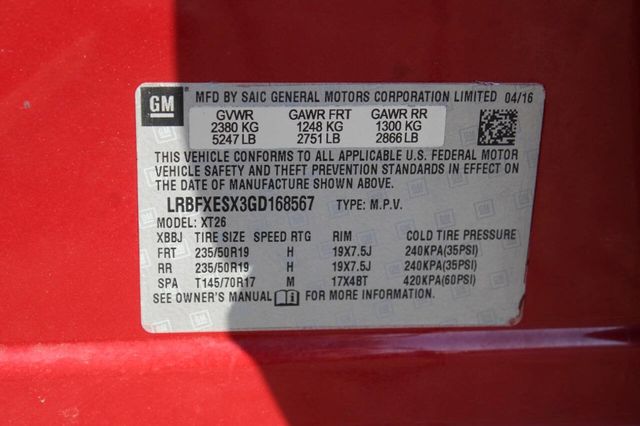 GM MFD BY SAIC GENERAL MOTORS CORPORATION LIMITED 04/16
GVWR GAWR FRT GAWR RR
2380 KG 1248 KG 1300 KG
5247 LB 2751 LB 2866 LB
THIS VEHICLE CONFORMS TO ALL APPLICABLE U.S. FEDERAL MOTOR
VEHICLE SAFETY AND THEFT PREVENTION STANDARDS IN EFFECT ON
THE DATE OF MANUFACTURE SHOWN ABOVE.
LRBFXESX3GD168567 TYPE: M.P.V.
MODEL: XT26
XBBJ TIRE SIZE SPEED RTG RIM COLD TIRE PRESSURE
FRT 235/50R19 H 19X7.5J 240KPA(35PSI)
RR 235/50R19 H 19X7.5J 240KPA(35PSI)
SPA T145/70R17 M 17X4BT 420KPA(60PSI)
SEE OWNER'S MANUAL FOR MORE INFORMATION.